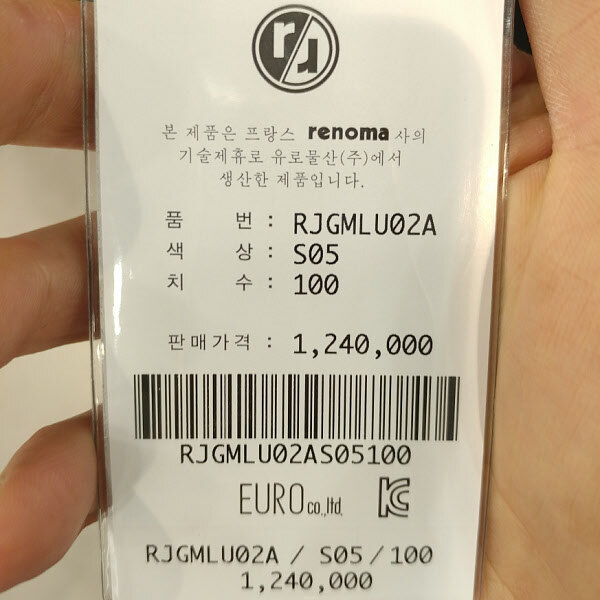 rr
본 제품은 프랑스 renoma 사의
기술제휴로 유로물산(주)에서
생산한 제품입니다.
품 번 : RJGMLU02A
색 상 : S05
치 수 : 100
판매가격 : 1,240,000
RJGMLU02AS05100
EURO co.,ltd. KC
RJGMLU02A / S05 / 100
1,240,000